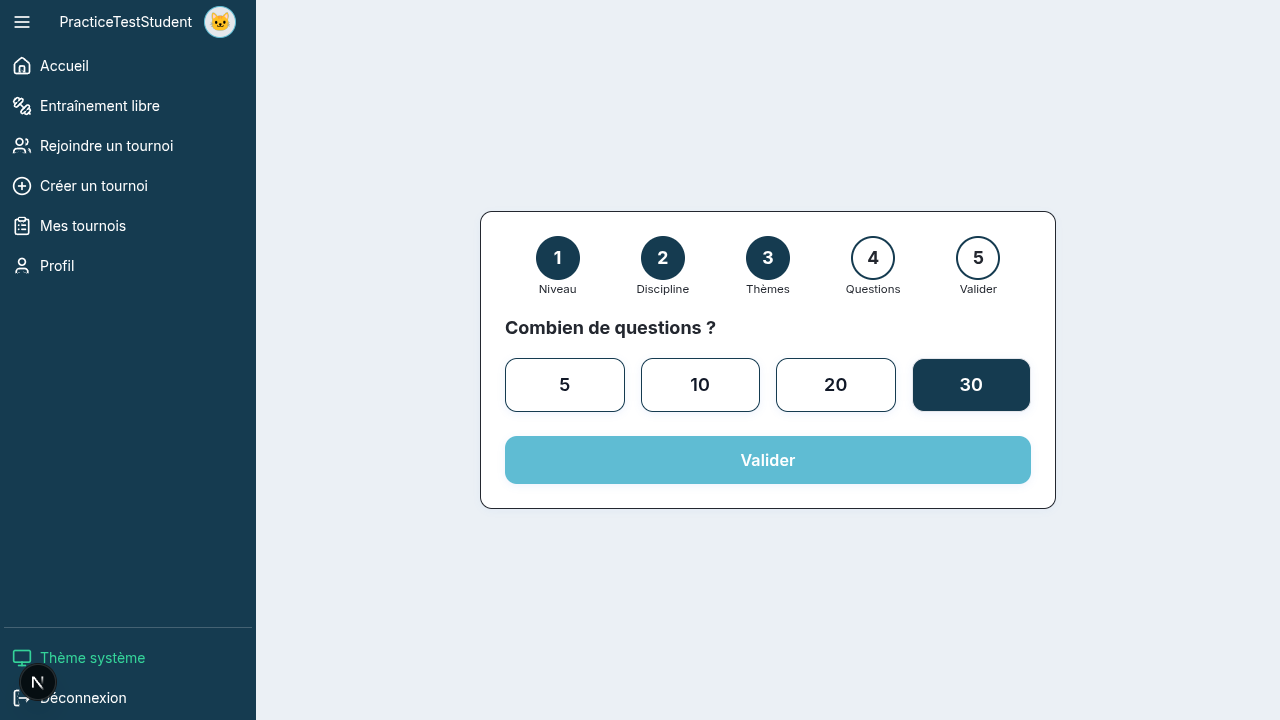 PracticeTestStudent
Accueil
Entraînement libre
Rejoindre un tournoi
Créer un tournoi
Mes tournois
Profil
Thème système
N
Déconnexion
1 2 3 4 5
Niveau Discipline Thèmes Questions Valider
Combien de questions ?
5 10 20 30
Valider